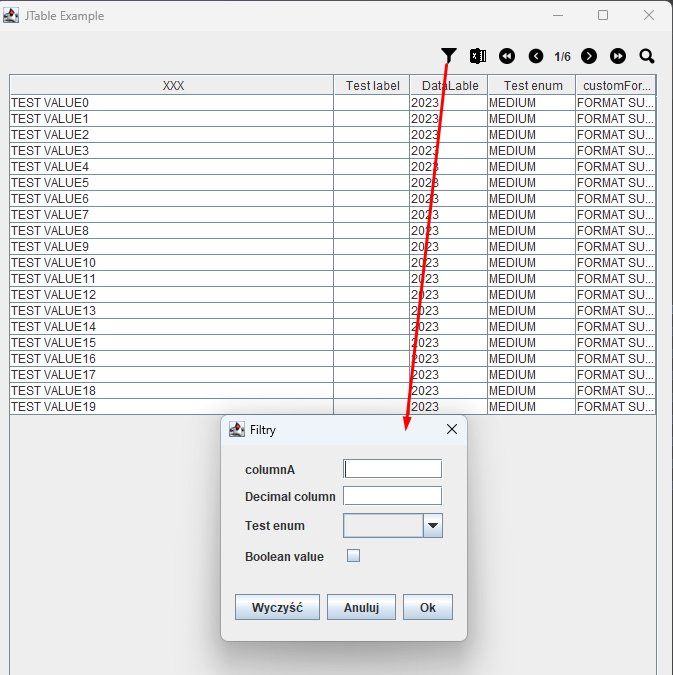 JTable Example
1/6
XXX Test label DataLable Test enum customFor...
TEST VALUE0 2023 MEDIUM FORMAT SU...
TEST VALUE1 2023 MEDIUM FORMAT SU...
TEST VALUE2 2023 MEDIUM FORMAT SU...
TEST VALUE3 2023 MEDIUM FORMAT SU...
TEST VALUE4 2023 MEDIUM FORMAT SU...
TEST VALUE5 2023 MEDIUM FORMAT SU...
TEST VALUE6 2023 MEDIUM FORMAT SU...
TEST VALUE7 2023 MEDIUM FORMAT SU...
TEST VALUE8 2023 MEDIUM FORMAT SU...
TEST VALUE9 2023 MEDIUM FORMAT SU...
TEST VALUE10 2023 MEDIUM FORMAT SU...
TEST VALUE11 2023 MEDIUM FORMAT SU...
TEST VALUE12 2023 MEDIUM FORMAT SU...
TEST VALUE13 2023 MEDIUM FORMAT SU...
TEST VALUE14 2023 MEDIUM FORMAT SU...
TEST VALUE15 2023 MEDIUM FORMAT SU...
TEST VALUE16 2023 MEDIUM FORMAT SU...
TEST VALUE17 2023 MEDIUM FORMAT SU...
TEST VALUE18 2023 MEDIUM FORMAT SU...
TEST VALUE19 2023 MEDIUM FORMAT SU...
Filtry
columnA
Decimal column
Test enum
Boolean value
Wyczyść Anuluj Ok